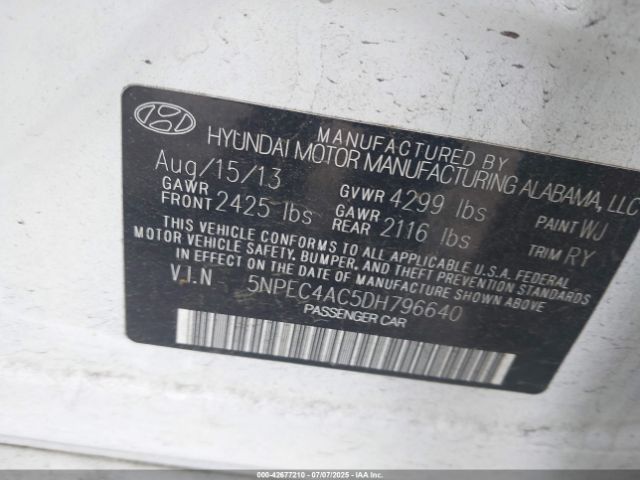 MANUFACTURED BY
HYUNDAI MOTOR MANUFACTURING ALABAMA, LLC
Aug/15/13
GAWR FRONT 2425 lbs
GVWR 4299 lbs
GAWR REAR 2116 lbs
PAINT WJ
TRIM RY
THIS VEHICLE CONFORMS TO ALL APPLICABLE U.S.A. FEDERAL
MOTOR VEHICLE SAFETY, BUMPER, AND THEFT PREVENTION STANDARDS
IN EFFECT ON THE DATE OF MANUFACTURE SHOWN ABOVE.
V.I.N 5NPEC4AC5DH796640
PASSENGER CAR
000-42677210 - 07/07/2025 - IAAI.COM